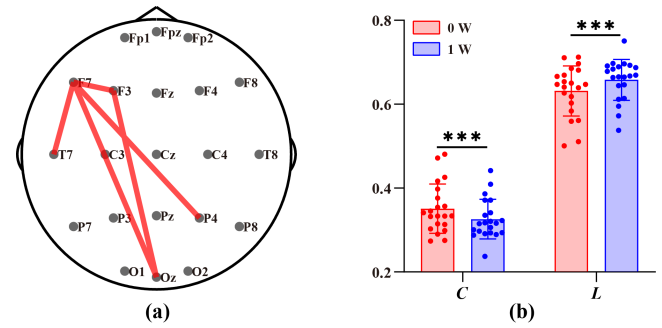 Fp1 Fpz Fp2
F7 F3 Fz F4 F8
T7 C3 Cz C4 T8
P7 P3 Pz P4 P8
O1 Oz O2
(a)
0 W
1 W
0.8
0.6
0.4
0.2
***
***
C L
(b)